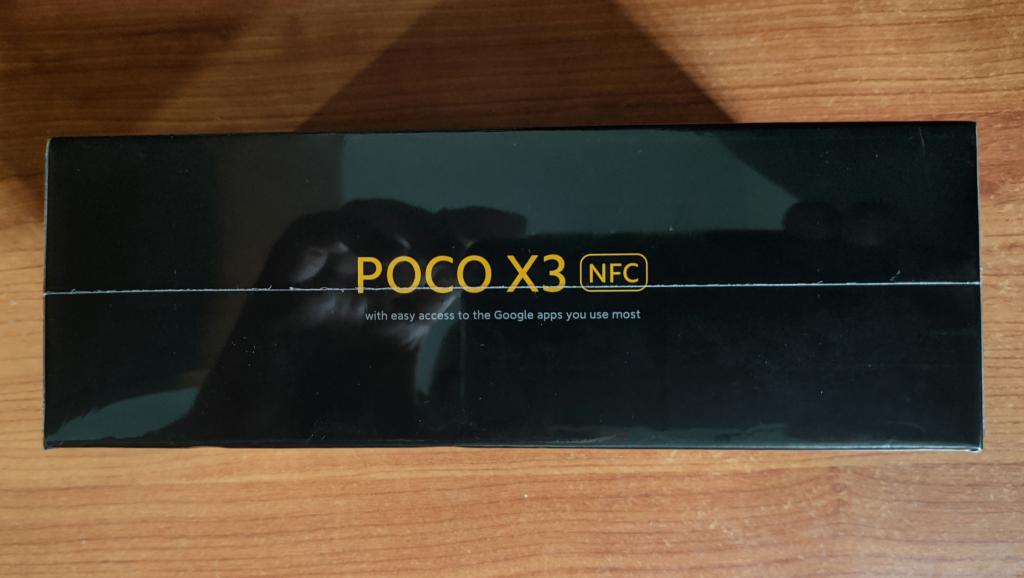 POCO X3 NFC
with easy access to the Google apps you use most